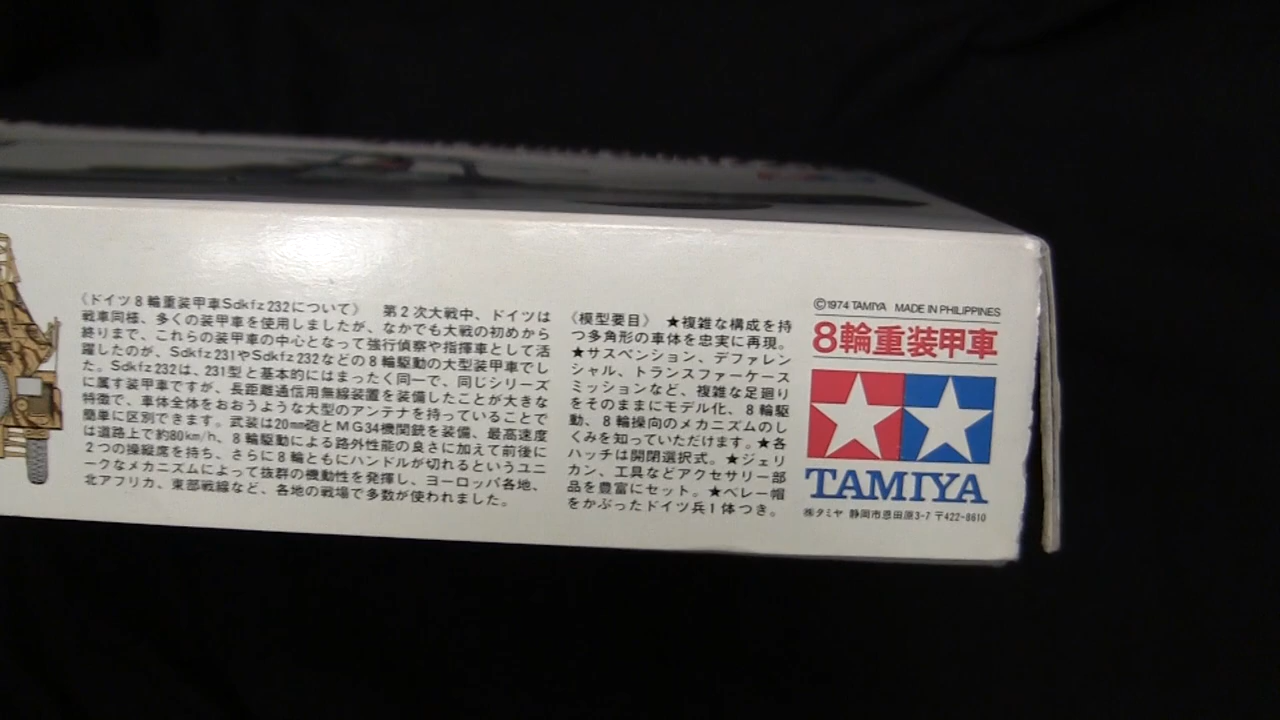 《ドイツ8輪重装甲車Sdkfz232について》 第2次大戦中、ドイツは
戦車同様、多くの装甲車を使用しましたが、なかでも大戦の初めから
終りまで、これらの装甲車の中心となって強行偵察や指揮車として活
躍したのが、Sdkfz231やSdkfz232などの8輪駆動の大型装甲車でし
た。Sdkfz232は、231型と基本的にはまったく同一で、同じシリーズ
に属す装甲車ですが、長距離通信用無線装置を装備したことが大きな
特徴で、車体全体をおおうような大型のアンテナを持っていることで
簡単に区別できます。武装は20mm砲とMG34機関銃を装備、最高速度
は道路上で約80km/h、8輪駆動による路外性能の良さに加えて前後に
2つの操縦席を持ち、さらに8輪ともにハンドルが切れるというユニ
ークなメカニズムによって抜群の機動性を発揮し、ヨーロッパ各地、
北アフリカ、東部戦線など、各地の戦場で多数が使われました。
《模型要目》 ★複雑な構成を持
つ多角形の車体を忠実に再現。
★サスペンション、デファレン
シャル、トランスファーケース
ミッションなど、複雑な足廻り
をそのままにモデル化、8輪駆
動、8輪操向のメカニズムのし
くみを知っていただけます。★各
ハッチは開閉選択式。★ジェリ
カン、工具などアクセサリー部
品を豊富にセット。★ベレー帽
をかぶったドイツ兵1体つき。
©1974 TAMIYA MADE IN PHILIPPINES
8輪重装甲車
TAMIYA
㈱タミヤ 静岡市恩田原3-7 〒422-8610